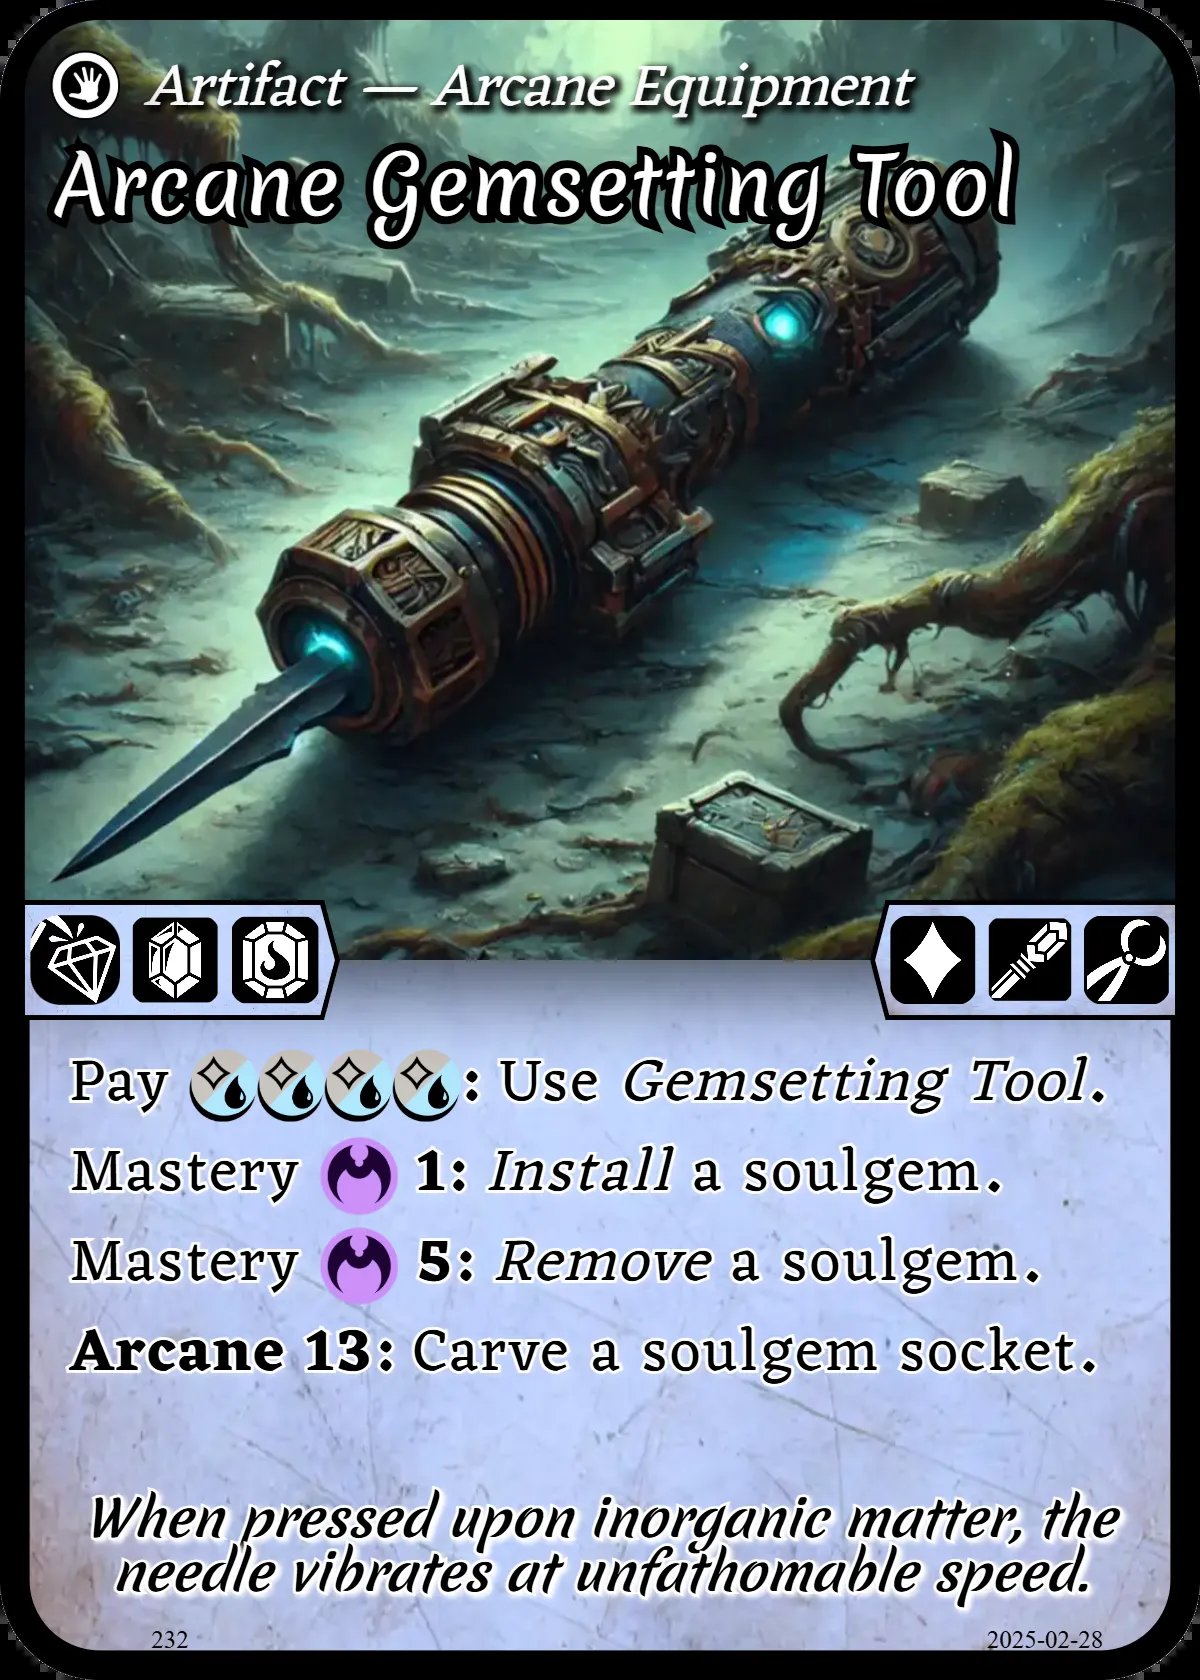 Artifact — Arcane Equipment
Arcane Gemsetting Tool
Pay : Use Gemsetting Tool.
Mastery 1: Install a soulgem.
Mastery 5: Remove a soulgem.
Arcane 13: Carve a soulgem socket.
When pressed upon inorganic matter, the
needle vibrates at unfathomable speed.
232 2025-02-28